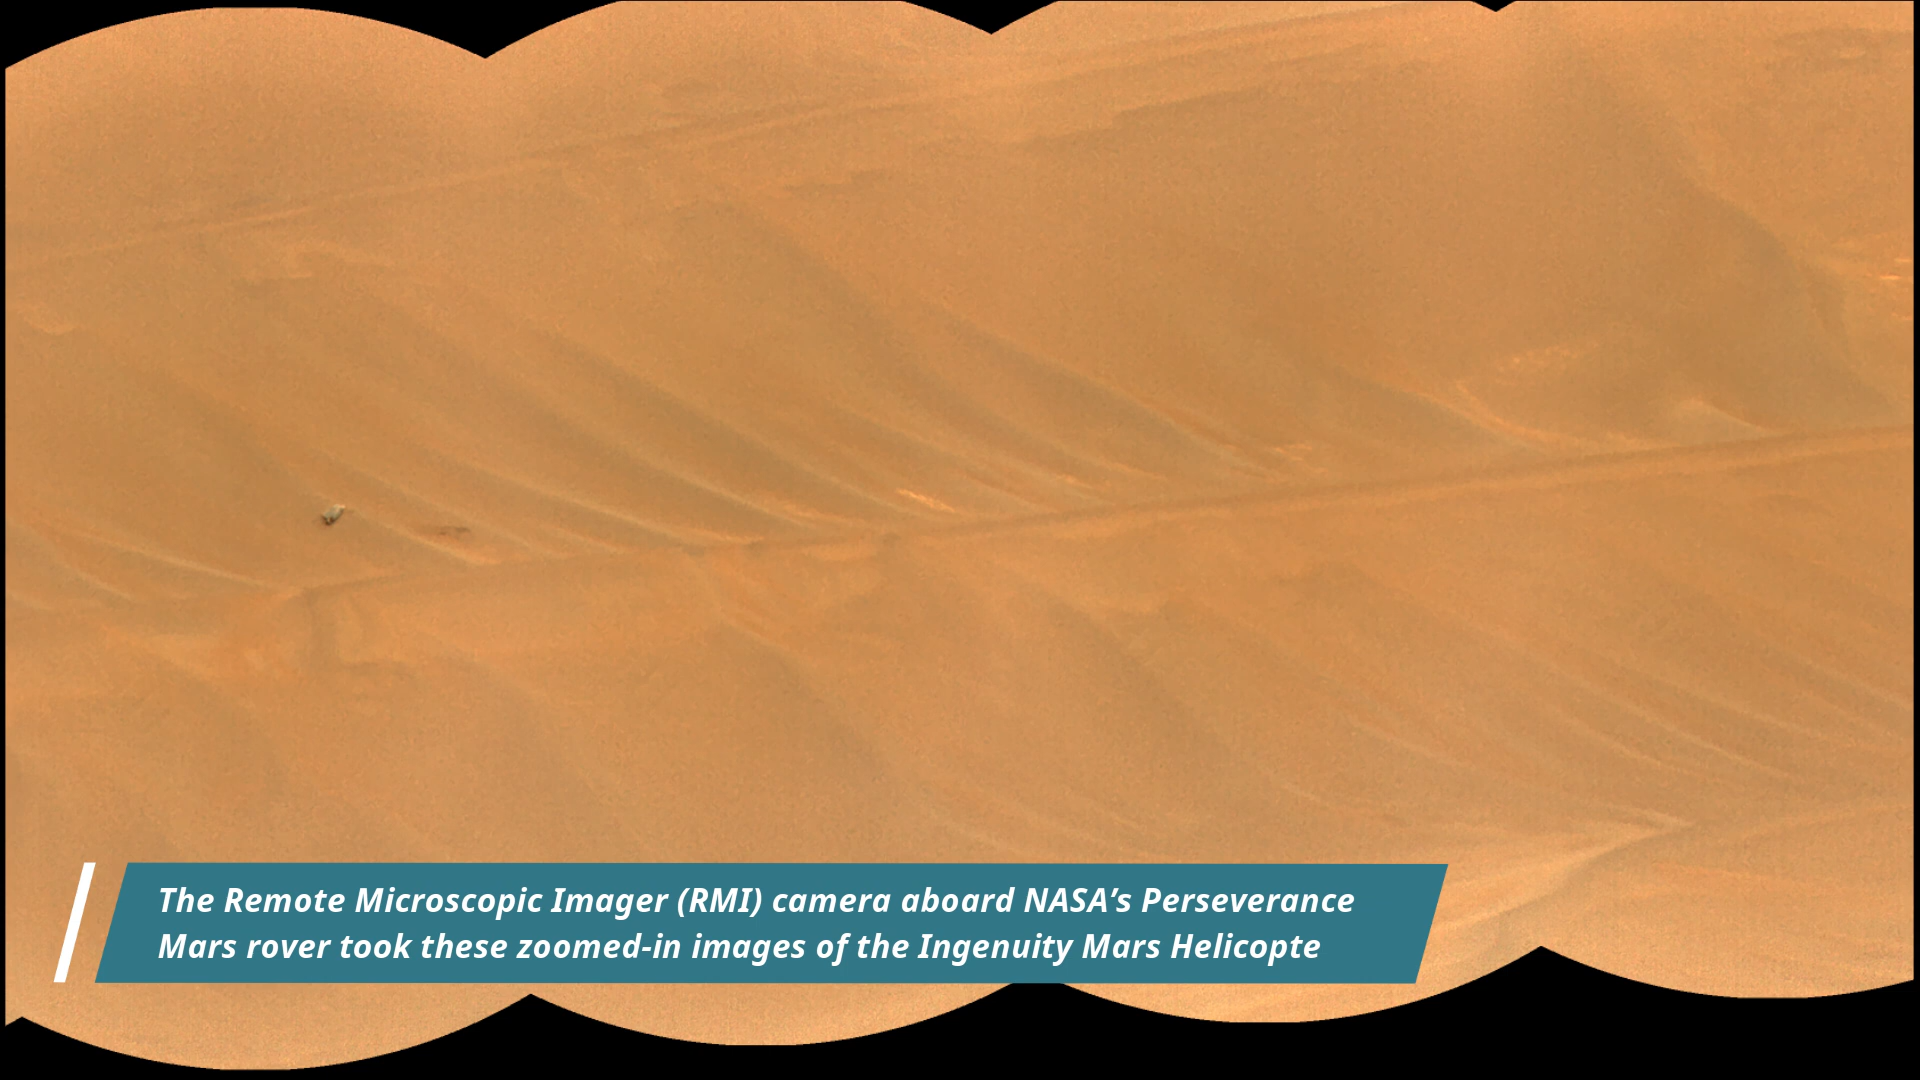 The Remote Microscopic Imager (RMI) camera aboard NASA’s Perseverance
Mars rover took these zoomed-in images of the Ingenuity Mars Helicopte